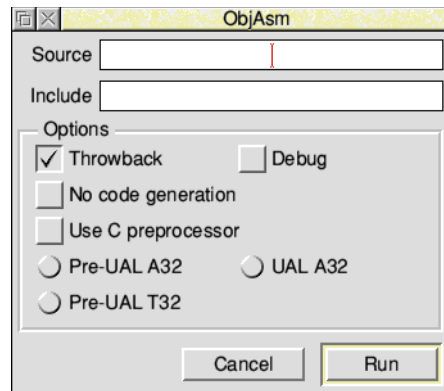 ObjAsm
Source
Include
Options
Throwback Debug
No code generation
Use C preprocessor
Pre-UAL A32 UAL A32
Pre-UAL T32
Cancel Run